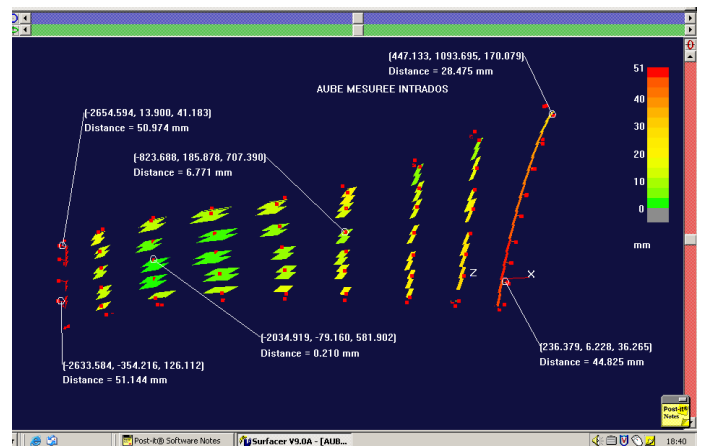 (447.133, 1093.695, 170.079)
Distance = 28.475 mm
AUBE MESUREE INTRADOS
51
40
30
20
10
0
mm
(-2654.594, 13.900, 41.183)
Distance = 50.974 mm
(-823.688, 185.878, 707.390)
Distance = 6.771 mm
Z
X
(-2034.919, -79.160, 581.902)
Distance = 0.210 mm
(236.379, 6.228, 36.265)
Distance = 44.825 mm
(-2633.584, -354.216, 126.112)
Distance = 51.144 mm
Post-it®
Notes
Post-it® Software Notes
Surfacer V9.0A - [AUB...
18:40